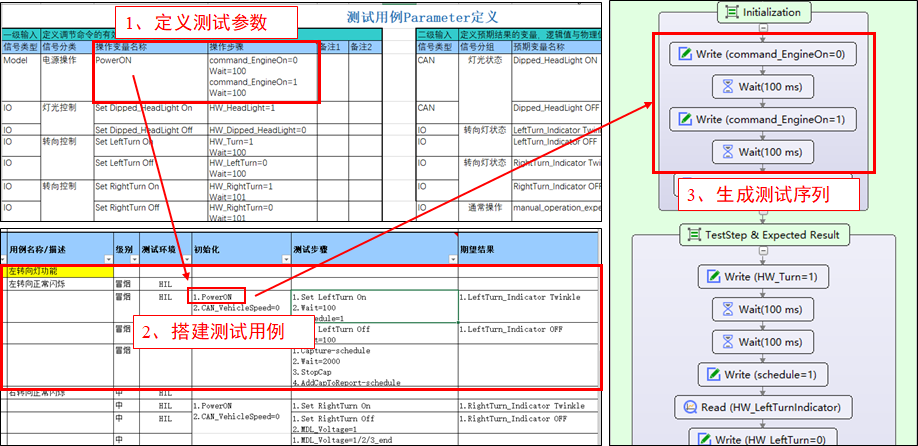 测试用例Parameter定义
1、定义测试参数
一级输入 定义调节命令的有效
信号类型 信号分类 操作变量名称 操作步骤 备注1 备注2
Model 电源操作 PowerON command_EngineOn=0
Wait=100
command_EngineOn=1
Wait=100
IO 灯光控制 Set Dipped_HeadLight On HW_HeadLight=1
IO Set Dipped_HeadLight Off HW_Dipped_HeadLight=0
IO 转向控制 Set LeftTurn On HW_Turn=1
Wait=100
IO Set LeftTurn Off HW_LeftTurn=0
Wait=100
IO 转向控制 Set RightTurn On HW_RightTurn=1
Wait=101
IO Set RightTurn Off HW_RightTurn=0
Wait=101
二级输入 定义预期结果的变量，逻辑值与物理值
信号类型 信号分组 预期变量名称
CAN 灯光状态 Dipped_HeadLight ON
CAN Dipped_HeadLight OFF
IO 转向灯状态 LeftTurn_Indicator Twinkle
IO LeftTurn_Indicator OFF
IO 转向灯状态 RightTurn_Indicator Twin
IO RightTurn_Indicator OFF
IO 通常操作 manual_operation_expe
用例名称/描述 级别 测试环境 初始化 测试步骤 期望结果
左转向灯功能
左转向正常闪烁 冒烟 HIL
冒烟 HIL 1.PowerON 1.Set LeftTurn On 1.LeftTurn_Indicator Twinkle
2.CAN_VehicleSpeed=0 2.Wait=100
edule=1
2、搭建测试用例
冒烟 LeftTurn Off 1.LeftTurn_Indicator OFF
t=100
冒烟 1.Capture-schedule
2.Wait=2000
3.StopCap
4.AddCapToReport-schedule
右转向正常闪烁 中 HIL
中 HIL 1.PowerON 1.Set RightTurn On 1.RightTurn_Indicator Twinkle
中 HIL 2.CAN_VehicleSpeed=0 1.Set RightTurn Off 1.RightTurn_Indicator OFF
2.MDL_Voltage=1
中 1.MDL_Voltage=1/2/3_end
Initialization
Write (command_EngineOn=0)
Wait(100 ms)
Write (command_EngineOn=1)
Wait(100 ms)
3、生成测试序列
TestStep & Expected Result
Write (HW_Turn=1)
Wait(100 ms)
Wait(100 ms)
Write (schedule=1)
Read (HW_LeftTurnIndicator)
Write (HW_LeftTurn=0)